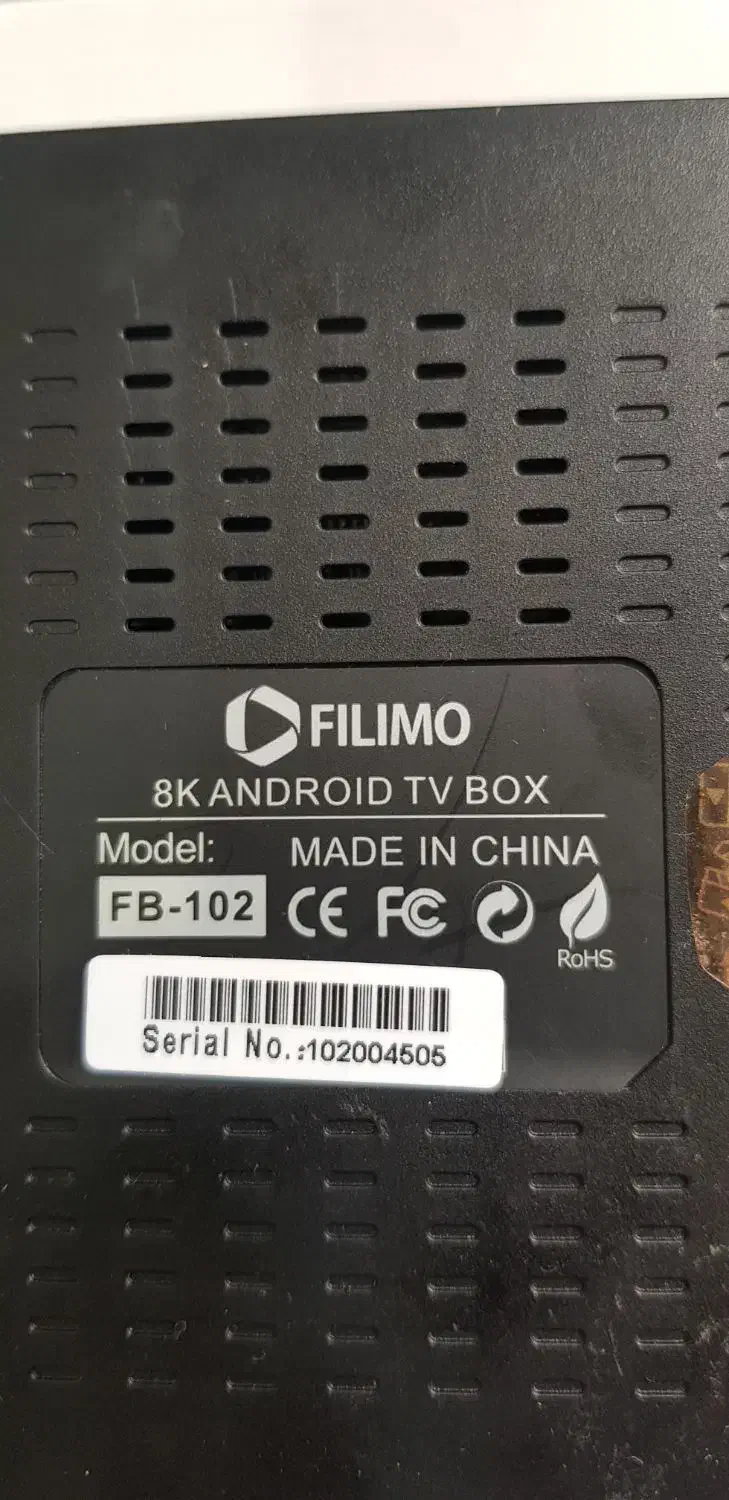 FILIMO
8K ANDROID TV BOX
Model: MADE IN CHINA
FB-102 CE FC
RoHS
Serial No.:102004505